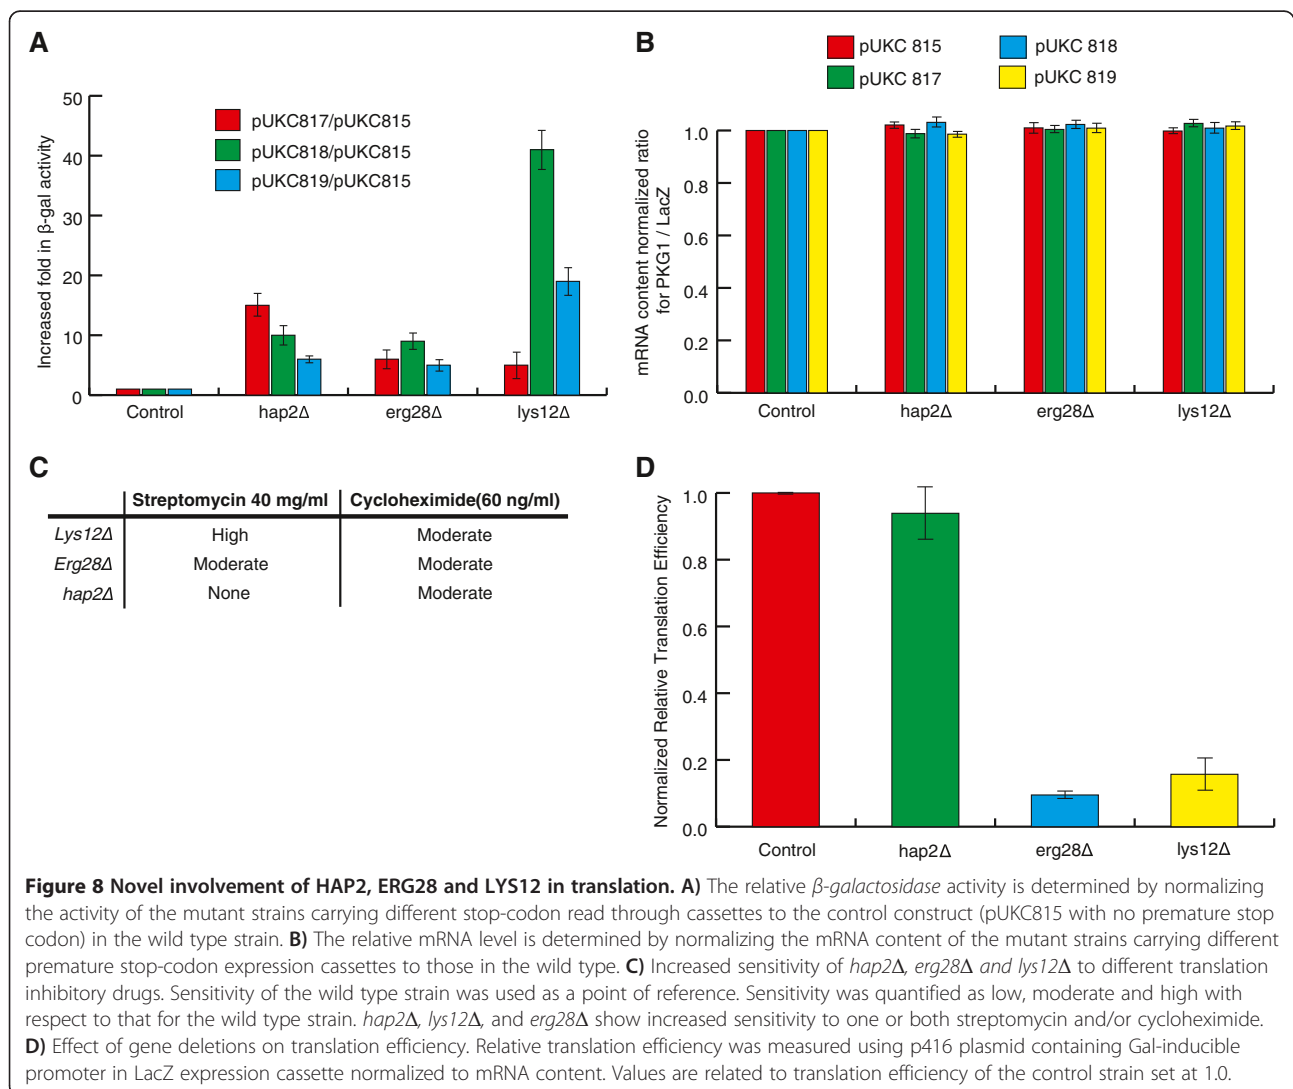 A
50
40
30
20
10
0
Increased fold in β-gal activity
pUKC817/pUKC815
pUKC818/pUKC815
pUKC819/pUKC815
Control
hap2Δ
erg28Δ
lys12Δ
B
pUKC 815
pUKC 817
pUKC 818
pUKC 819
1.0
0.8
1.0
0.6
0.4
0.2
0.0
mRNA content normalized ratio
for PKG1 / LacZ
Control
hap2Δ
erg28Δ
lys12Δ
C
Streptomycin 40 mg/ml Cycloheximide(60 ng/ml)
Lys12Δ High Moderate
Erg28Δ Moderate Moderate
hap2Δ None Moderate
D
1.0
0.8
0.6
0.4
0.2
0.0
Normalized Relative Translation Efficiency
Control
hap2Δ
erg28Δ
lys12Δ
Figure 8 Novel involvement of HAP2, ERG28 and LYS12 in translation. A) The relative β-galactosidase activity is determined by normalizing
the activity of the mutant strains carrying different stop-codon read through cassettes to the control construct (pUKC815 with no premature stop
codon) in the wild type strain. B) The relative mRNA level is determined by normalizing the mRNA content of the mutant strains carrying different
premature stop-codon expression cassettes to those in the wild type. C) Increased sensitivity of hap2Δ, erg28Δ and lys12Δ to different translation
inhibitory drugs. Sensitivity of the wild type strain was used as a point of reference. Sensitivity was quantified as low, moderate and high with
respect to that for the wild type strain. hap2Δ, lys12Δ, and erg28Δ show increased sensitivity to one or both streptomycin and/or cycloheximide.
D) Effect of gene deletions on translation efficiency. Relative translation efficiency was measured using p416 plasmid containing Gal-inducible
promoter in LacZ expression cassette normalized to mRNA content. Values are related to translation efficiency of the control strain set at 1.0.